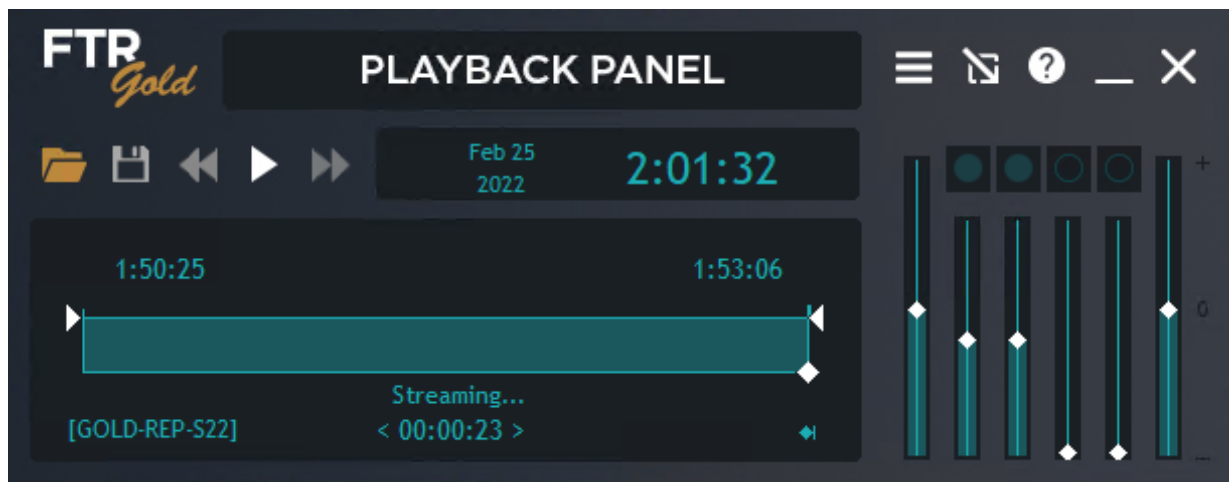 FTR
Gold
PLAYBACK PANEL
?
Feb 25
2022
2:01:32
+
1:50:25
1:53:06
0
Streaming...
[GOLD-REP-S22]
< 00:00:23 >
–